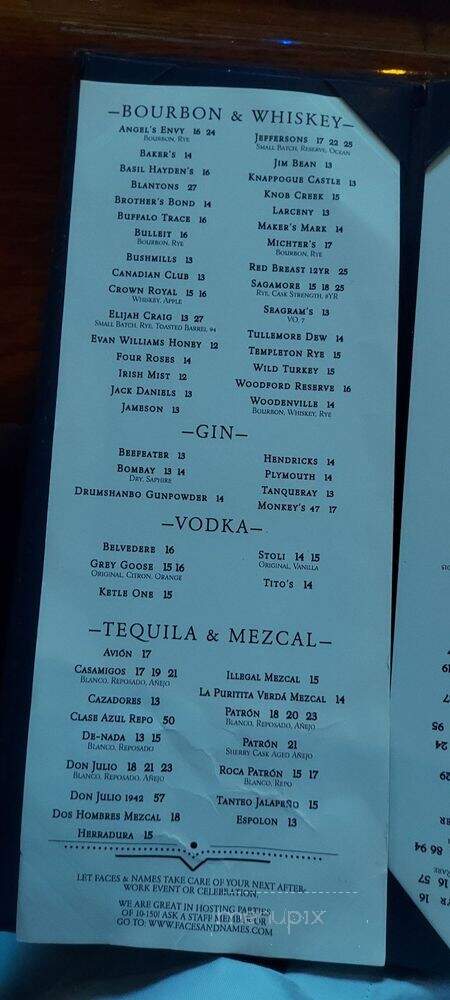 –BOURBON & WHISKEY–
ANGEL'S ENVY 16 24
BOURBON, RYE
BAKER'S 14
BASIL HAYDEN'S 16
BLANTONS 27
BROTHER'S BOND 14
BUFFALO TRACE 16
BULLEIT 16
BOURBON, RYE
BUSHMILLS 13
CANADIAN CLUB 13
CROWN ROYAL 15 16
WHISKEY, APPLE
ELIJAH CRAIG 13 27
SMALL BATCH, RYE, TOASTED BARREL 94
EVAN WILLIAMS HONEY 12
FOUR ROSES 14
IRISH MIST 12
JACK DANIELS 13
JAMESON 13
JEFFERSONS 17 22 25
SMALL BATCH, RESERVE, OCEAN
JIM BEAN 13
KNAPPOGUE CASTLE 13
KNOB CREEK 15
LARCENY 13
MAKER'S MARK 14
MICHTER'S 17
BOURBON, RYE
RED BREAST 12YR 25
SAGAMORE 15 18 25
RYE, CASK STRENGTH, 8YR
SEAGRAM'S 13
VO, 7
TULLEMORE DEW 14
TEMPLETON RYE 15
WILD TURKEY 15
WOODFORD RESERVE 16
WOODENVILLE 14
BOURBON, WHISKEY, RYE
–GIN–
BEEFEATER 13
BOMBAY 13 14
DRY, SAPHIRE
DRUMSHANBO GUNPOWDER 14
HENDRICKS 14
PLYMOUTH 14
TANQUERAY 13
MONKEY'S 47 17
–VODKA–
BELVEDERE 16
GREY GOOSE 15 16
ORIGINAL, CITRON, ORANGE
KETLE ONE 15
STOLI 14 15
ORIGINAL, VANILLA
TITO'S 14
–TEQUILA & MEZCAL–
AVIÓN 17
CASAMIGOS 17 19 21
BLANCO, REPOSADO, AÑEJO
CAZADORES 13
CLASE AZUL REPO 50
DE-NADA 13 15
BLANCO, REPOSADO
DON JULIO 18 21 23
BLANCO, REPOSADO, AÑEJO
DON JULIO 1942 57
DOS HOMBRES MEZCAL 18
HERRADURA 15
ILLEGAL MEZCAL 15
LA PURITITA VERDÁ MEZCAL 14
PATRÓN 18 20 23
BLANCO, REPOSADO, AÑEJO
PATRÓN 21
SHERRY CASK AGED AÑEJO
ROCA PATRÓN 15 17
BLANCO, REPO
TANTEO JALAPEÑO 15
ESPOLON 13
LET FACES & NAMES TAKE CARE OF YOUR NEXT AFTER-
WORK EVENT OR CELEBRATION.
WE ARE GREAT IN HOSTING PARTIES
OF 10-150! ASK A STAFF MEMBER OR
GO TO: WWW.FACESANDNAMES.COM
menupix